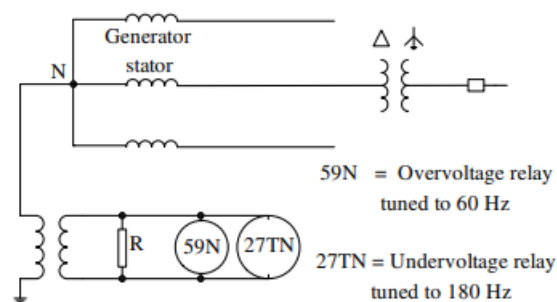 Generator
N
stator
Δ
59N = Overvoltage relay
tuned to 60 Hz
R
59N
27TN
27TN = Undervoltage relay
tuned to 180 Hz